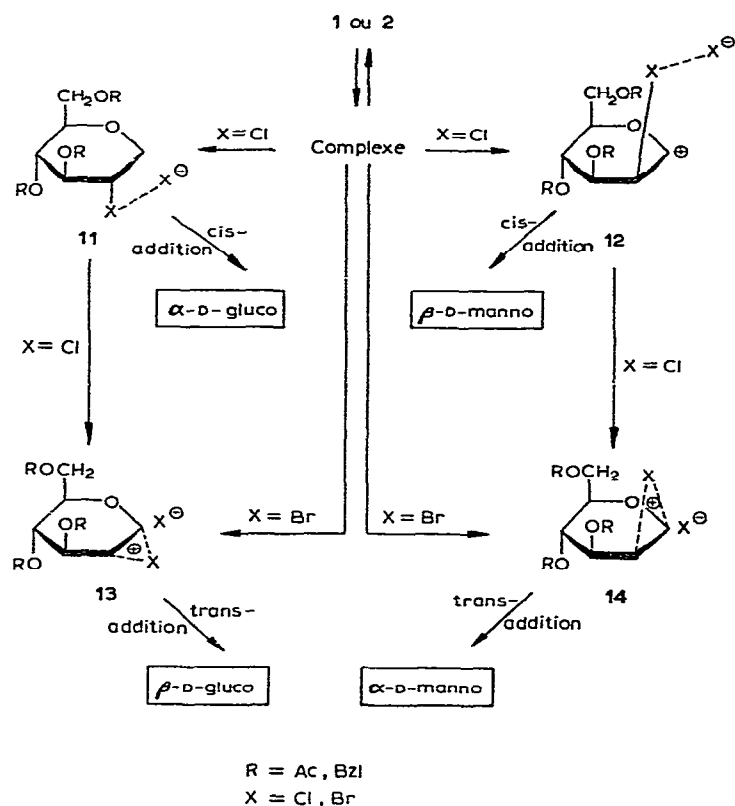 1 ou 2
X⊖
X
CH₂OR
O
OR
RO
X
X⊖
11
X = Cl
Complexe
X = Cl
CH₂OR
O
OR
RO
⊕
12
cis-
addition
cis-
addition
α-D-gluco
β-D-manno
X = Cl
X = Cl
ROCH₂
O
OR
RO
X⊖
⊕
X
13
X = Br
X = Br
ROCH₂
X
O
⊕
OR
RO
X⊖
14
trans-
addition
trans-
addition
β-D-gluco
α-D-manno
R = Ac, Bzl
X = Cl, Br